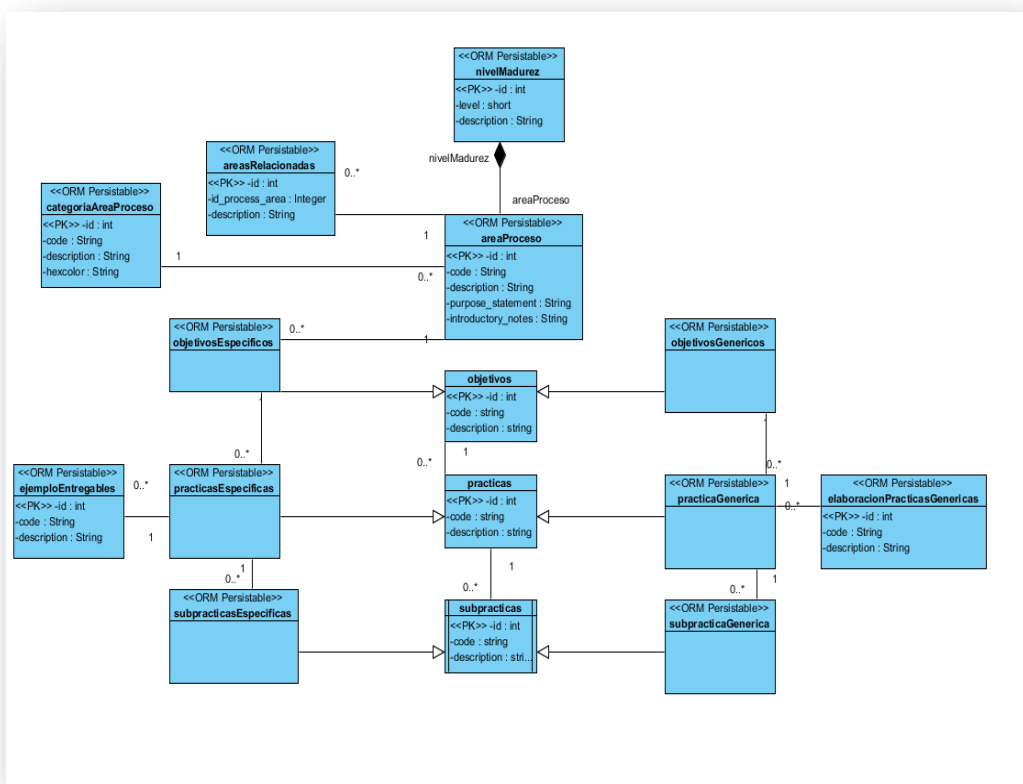 <<ORM Persistable>>
nivelMadurez
<<PK>> -id : int
-level : short
-description : String
nivelMadurez
areaProceso
<<ORM Persistable>>
areasRelacionadas
<<PK>> -id : int
-id_process_area : Integer
-description : String
0..*
1
<<ORM Persistable>>
categoriaAreaProceso
<<PK>> -id : int
-code : String
-description : String
-hexcolor : String
1
0..*
<<ORM Persistable>>
areaProceso
<<PK>> -id : int
-code : String
-description : String
-purpose_statement : String
-introductory_notes : String
<<ORM Persistable>>
objetivosEspecificos
0..*
1
<<ORM Persistable>>
objetivosGenericos
objetivos
<<PK>> -id : int
-code : string
-description : string
0..*
1
0..*
0..*
<<ORM Persistable>>
ejemploEntregables
<<PK>> -id : int
-code : String
-description : String
0..*
1
<<ORM Persistable>>
practicasEspecificas
practicas
<<PK>> -id : int
-code : string
-description : string
<<ORM Persistable>>
practicaGenerica
1
0..*
<<ORM Persistable>>
elaboracionPracticasGenericas
<<PK>> -id : int
-code : String
-description : String
1
0..*
1
0..*
1
0..*
<<ORM Persistable>>
subpracticasEspecificas
subpracticas
<<PK>> -id : int
-code : string
-description : stri...
<<ORM Persistable>>
subpracticaGenerica